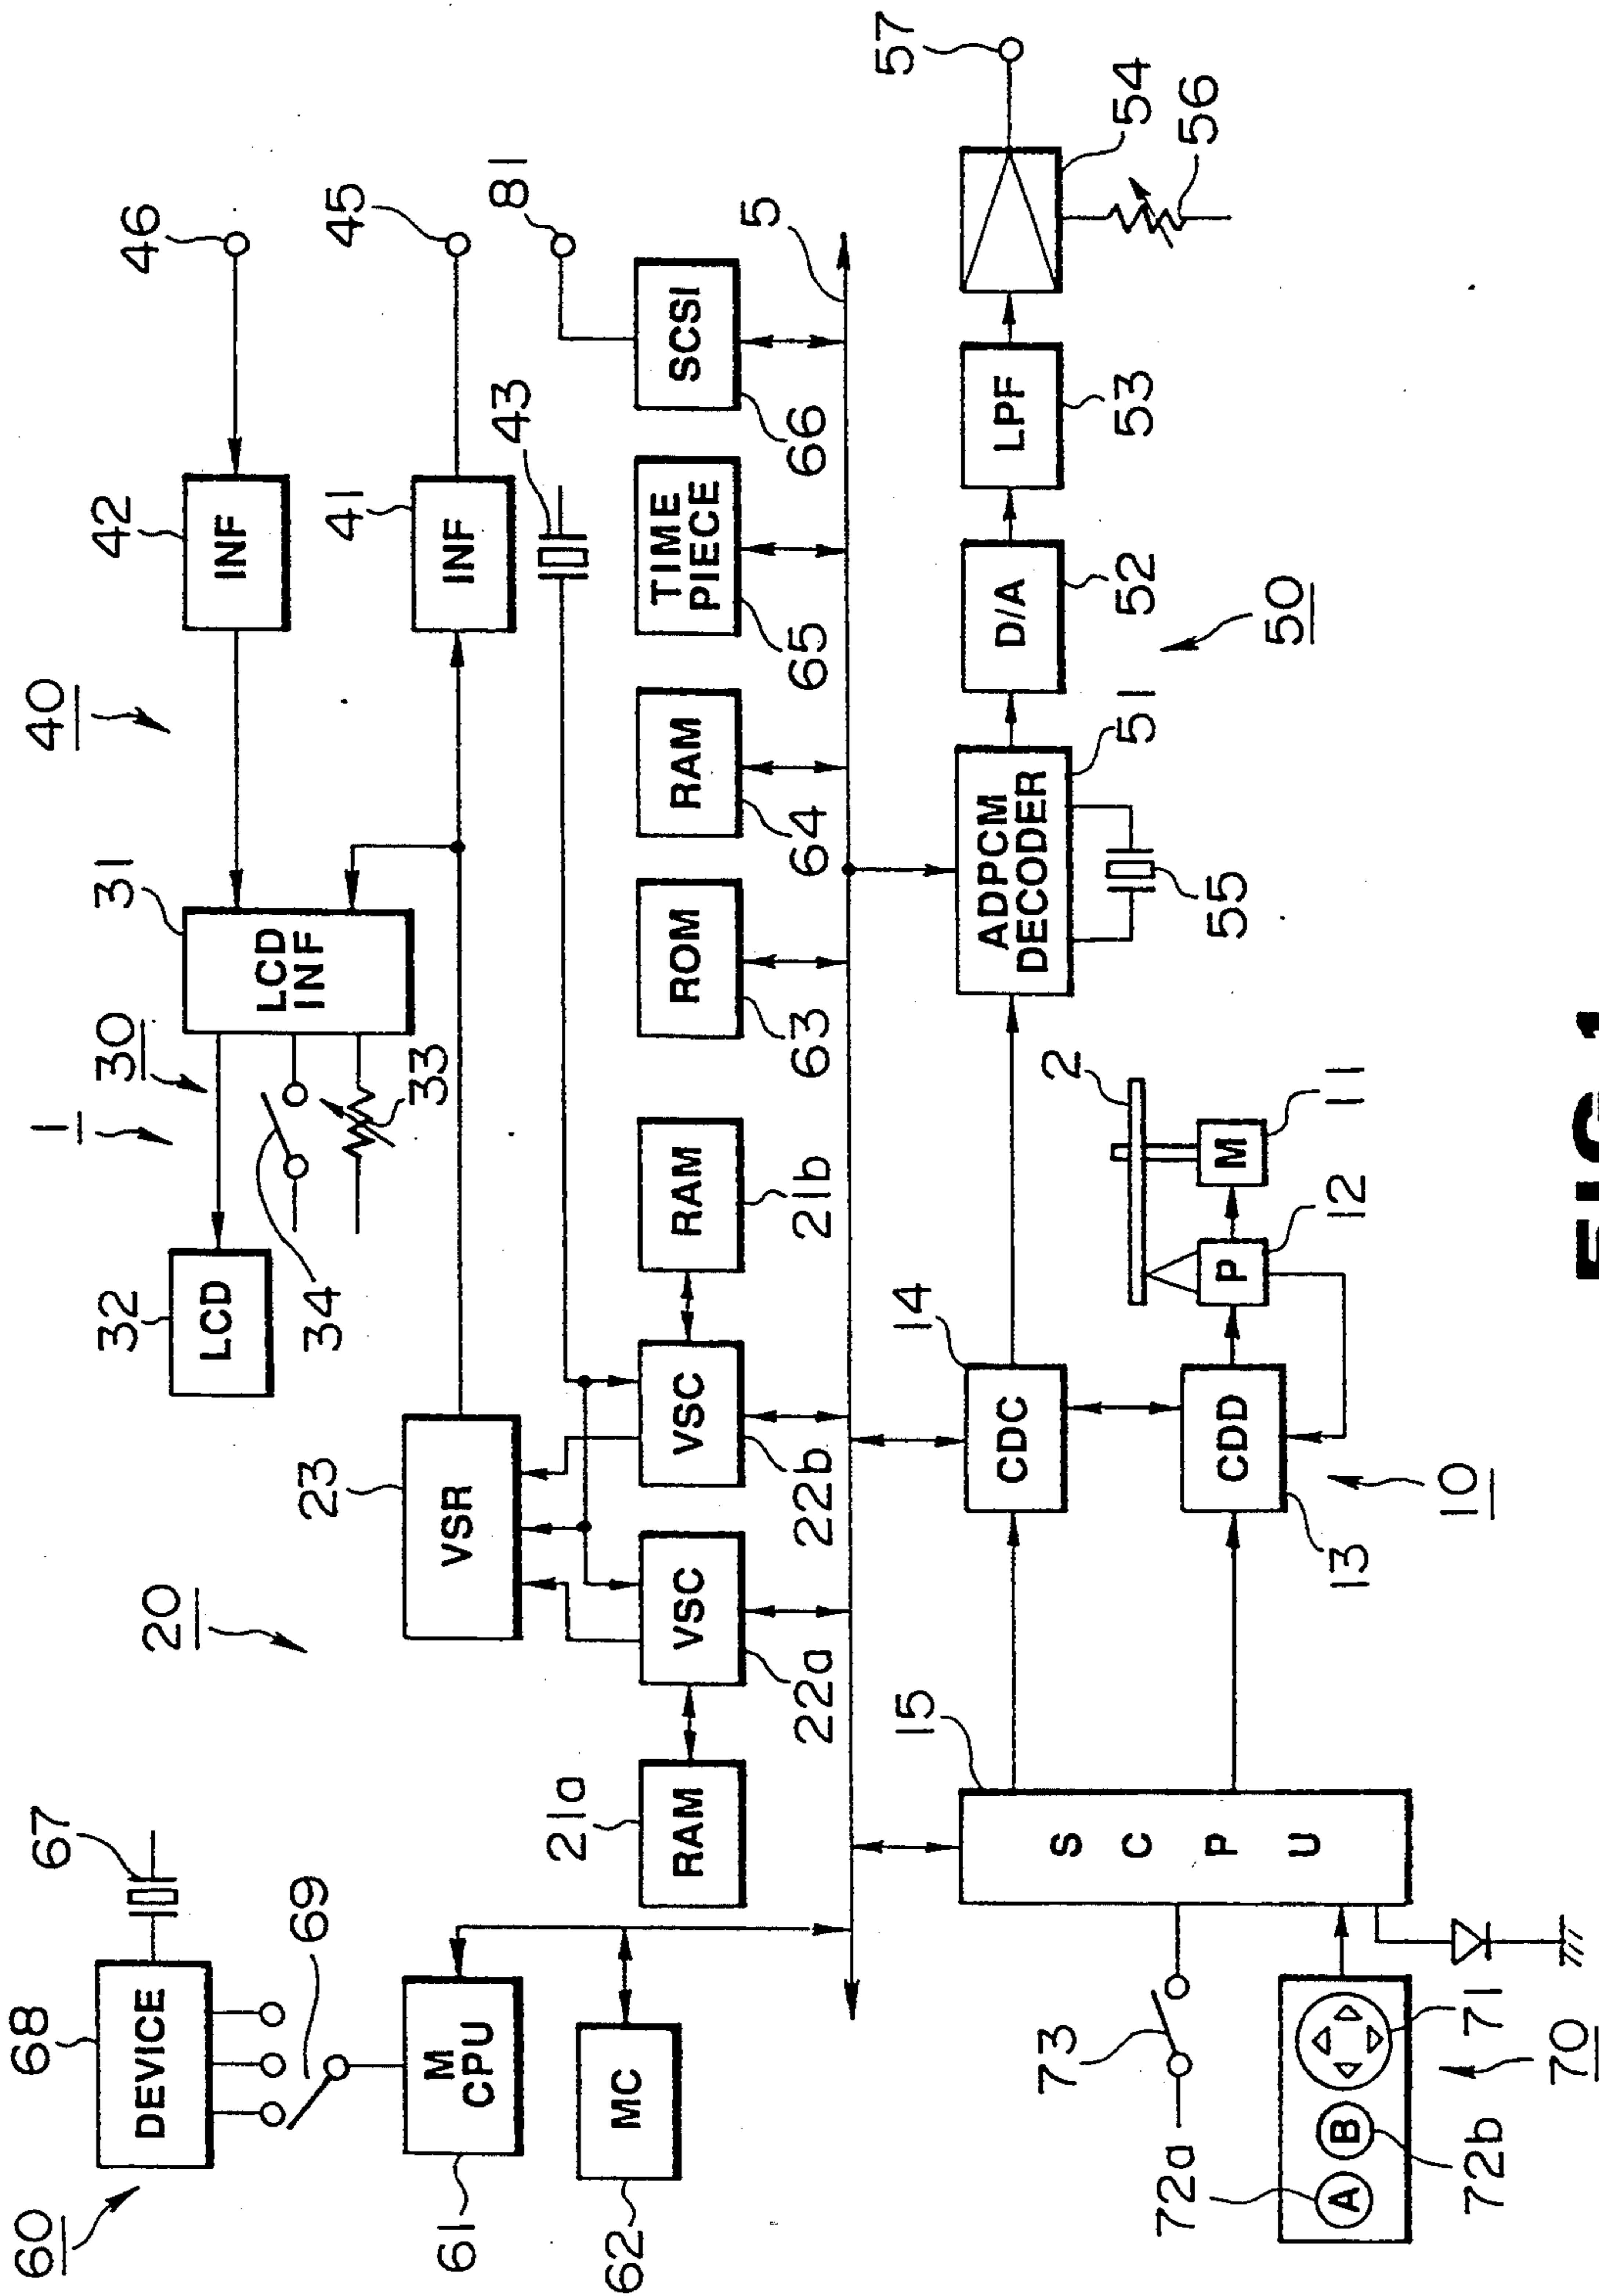 60
68
DEVICE
67
69
61
M
CPU
62
MC
20
23
VSR
21a
RAM
22a
VSC
22b
VSC
21b
RAM
1
30
31
LCD
INF
32
LCD
34
33
40
42
INF
46
41
INF
45
43
81
63
ROM
64
RAM
65
TIME
PIECE
66
SCSI
5
15
S C P U
14
CDC
13
CDD
10
12
P
11
M
2
51
ADPCM
DECODER
55
50
52
D/A
53
LPF
54
56
57
73
72a
A
B
72b
71
70
FIG.1